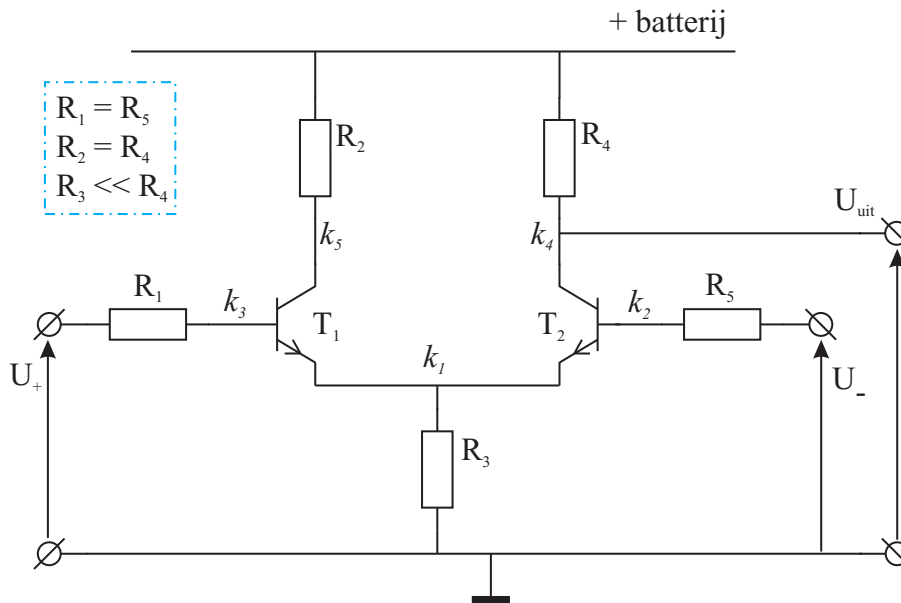 + batterij
R₁ = R₅
R₂ = R₄
R₃ << R₄
R₂
R₄
U_uit
k₅
k₄
R₁
k₃
T₁
T₂
k₂
R₅
k₁
U₊
U₋
R₃